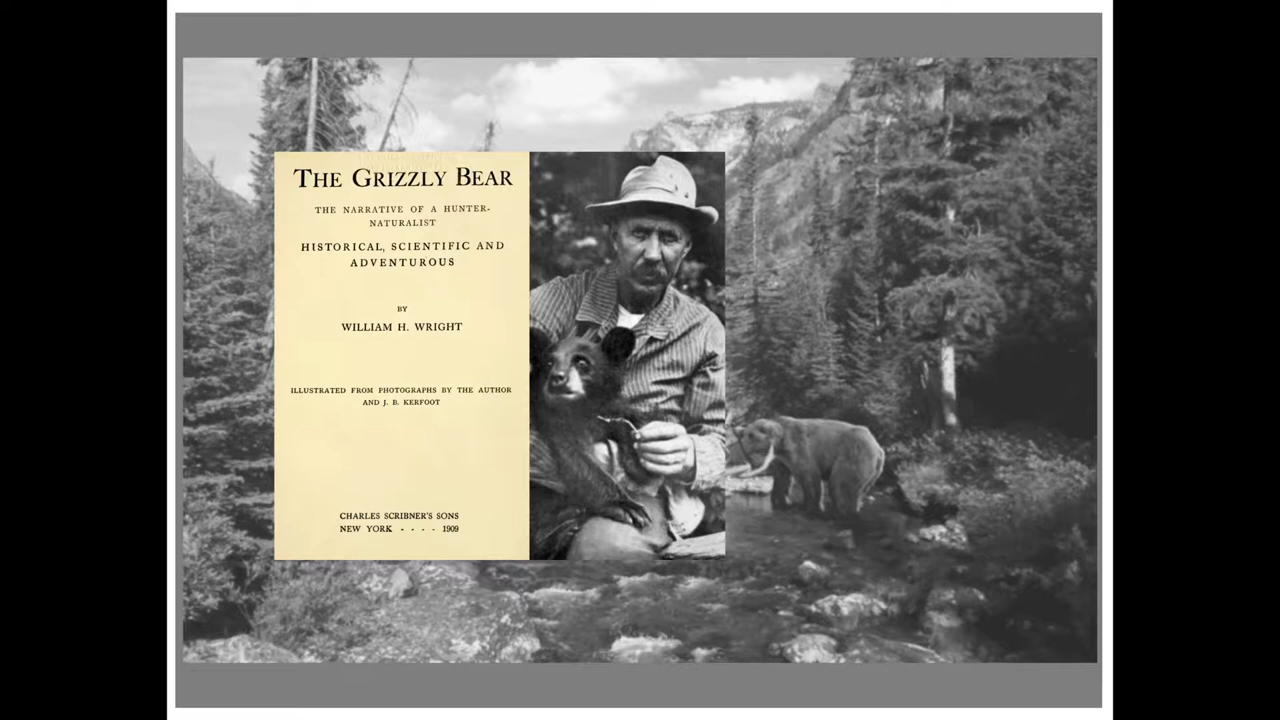 THE GRIZZLY BEAR
THE NARRATIVE OF A HUNTER-
NATURALIST
HISTORICAL, SCIENTIFIC AND
ADVENTUROUS
BY
WILLIAM H. WRIGHT
ILLUSTRATED FROM PHOTOGRAPHS BY THE AUTHOR
AND J. B. KERFOOT
CHARLES SCRIBNER'S SONS
NEW YORK - - - - 1909